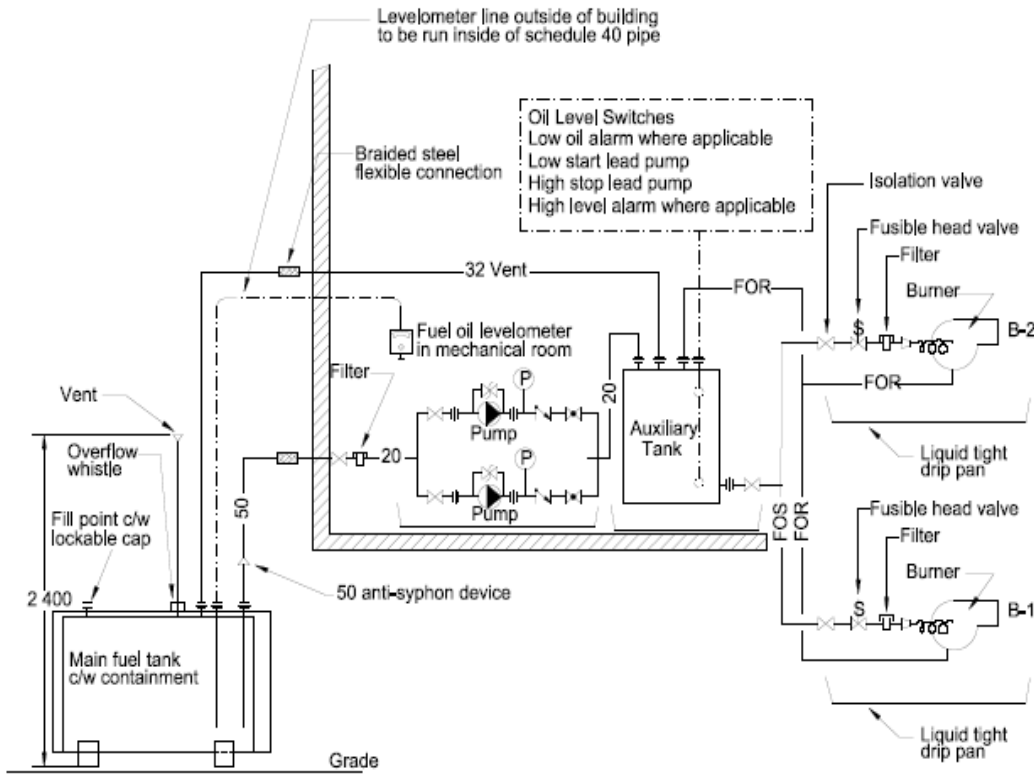 Levelometer line outside of building
to be run inside of schedule 40 pipe
Braided steel
flexible connection
Oil Level Switches
Low oil alarm where applicable
Low start lead pump
High stop lead pump
High level alarm where applicable
Isolation valve
Fusible head valve
Filter
Burner
B-2
S
32 Vent
FOR
Fuel oil levelometer
in mechanical room
Filter
FOR
Vent
P
20
Pump
Auxiliary
Tank
Liquid tight
drip pan
Overflow
whistle
20
P
50
Pump
Fill point c/w
lockable cap
FOS
FOR
Fusible head valve
Filter
Burner
2 400
50 anti-syphon device
S
B-1
Main fuel tank
c/w containment
Liquid tight
drip pan
Grade